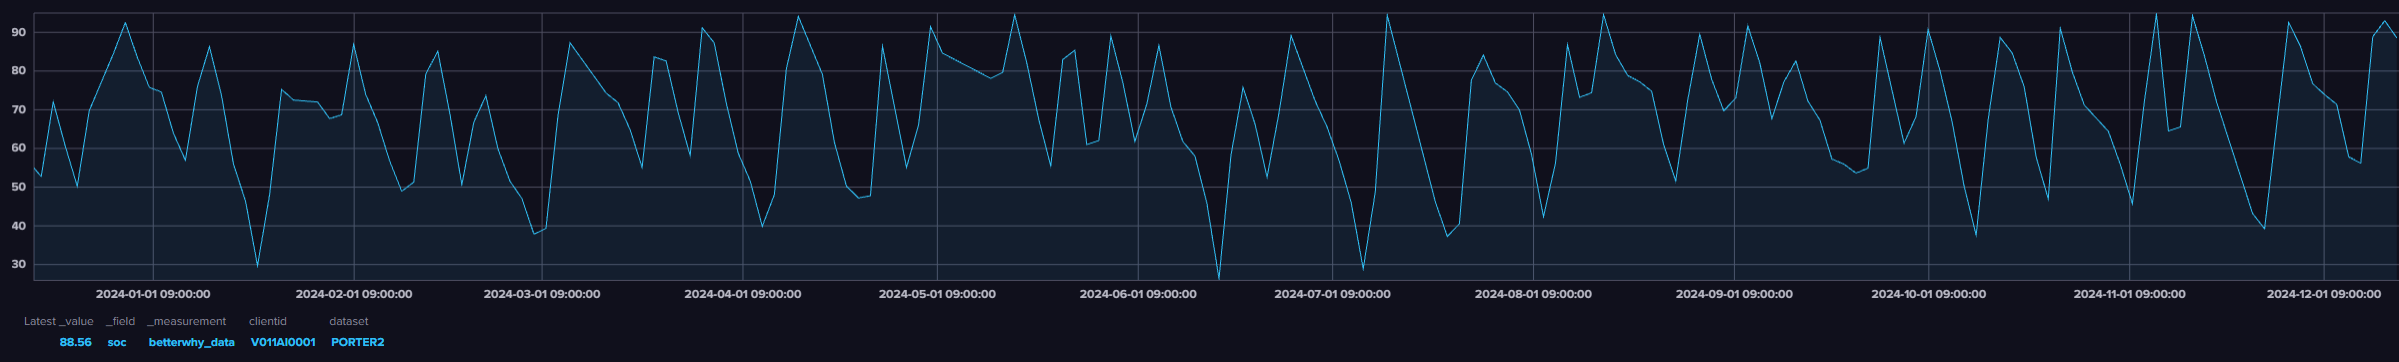 90
80
70
60
50
40
30
2024-01-01 09:00:00 2024-02-01 09:00:00 2024-03-01 09:00:00 2024-04-01 09:00:00 2024-05-01 09:00:00 2024-06-01 09:00:00 2024-07-01 09:00:00 2024-08-01 09:00:00 2024-09-01 09:00:00 2024-10-01 09:00:00 2024-11-01 09:00:00 2024-12-01 09:00:00
Latest _value _field _measurement clientid dataset
88.56 soc betterwhy_data V011AI0001 PORTER2